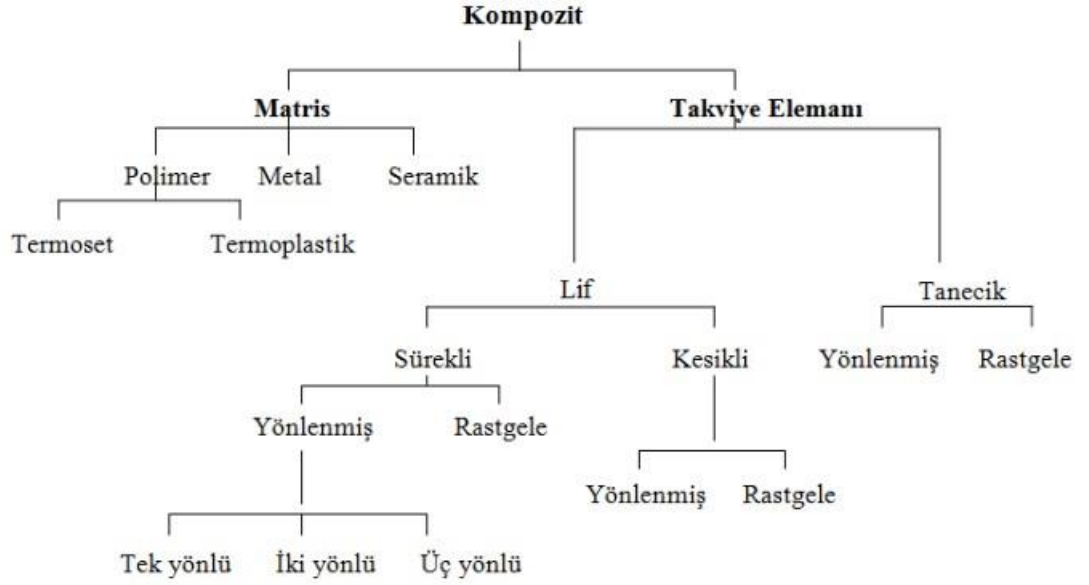 Kompozit
Matris Takviye Elemanı
Polimer Metal Seramik
Termoset Termoplastik
Lif Tanecik
Sürekli Kesikli Yönlenmiş Rastgele
Yönlenmiş Rastgele
Yönlenmiş Rastgele
Tek yönlü İki yönlü Üç yönlü